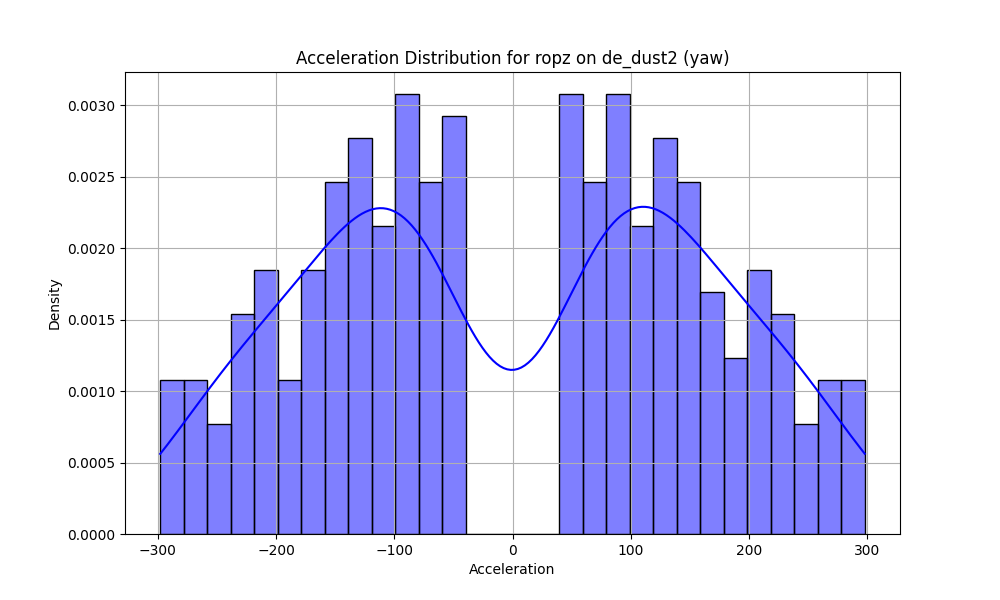 Acceleration Distribution for ropz on de_dust2 (yaw)
0.0030
0.0025
0.0020
0.0015
0.0010
0.0005
0.0000
Density
−300 −200 −100 0 100 200 300
Acceleration